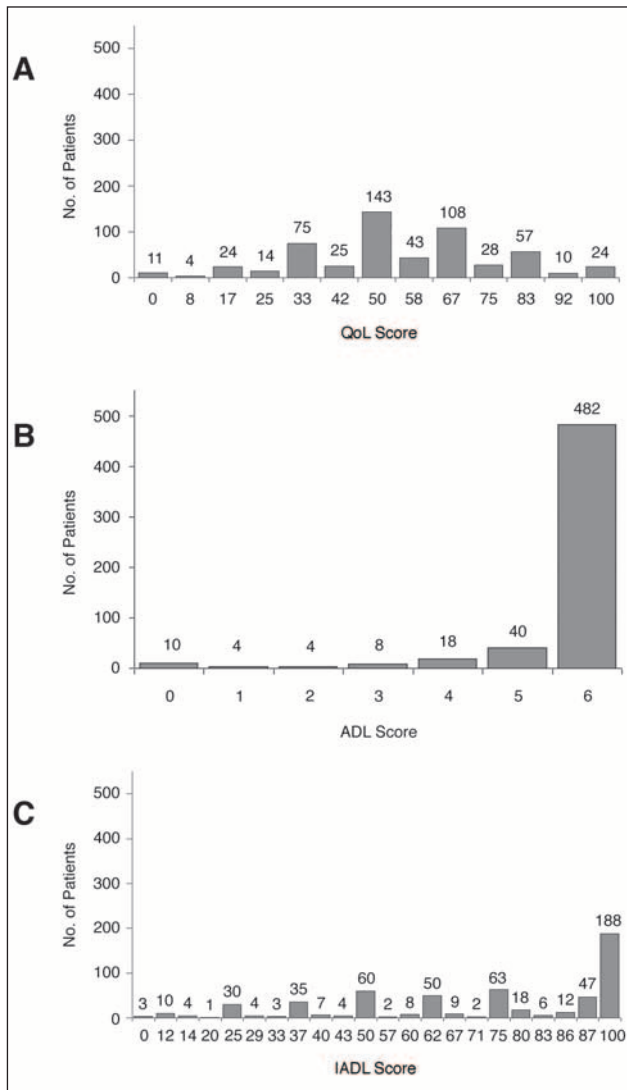 A
No. of Patients
500
400
300
200
100
0
11 4 24 14 75 25 143 43 108 28 57 10 24
0 8 17 25 33 42 50 58 67 75 83 92 100
QoL Score
B
No. of Patients
500
400
300
200
100
0
10 4 4 8 18 40 482
0 1 2 3 4 5 6
ADL Score
C
No. of Patients
500
400
300
200
100
0
3 10 4 1 30 4 3 35 7 4 60 2 8 50 9 2 63 18 6 12 47 188
0 12 14 20 25 29 33 37 40 43 50 57 60 62 67 71 75 80 83 86 87 100
IADL Score